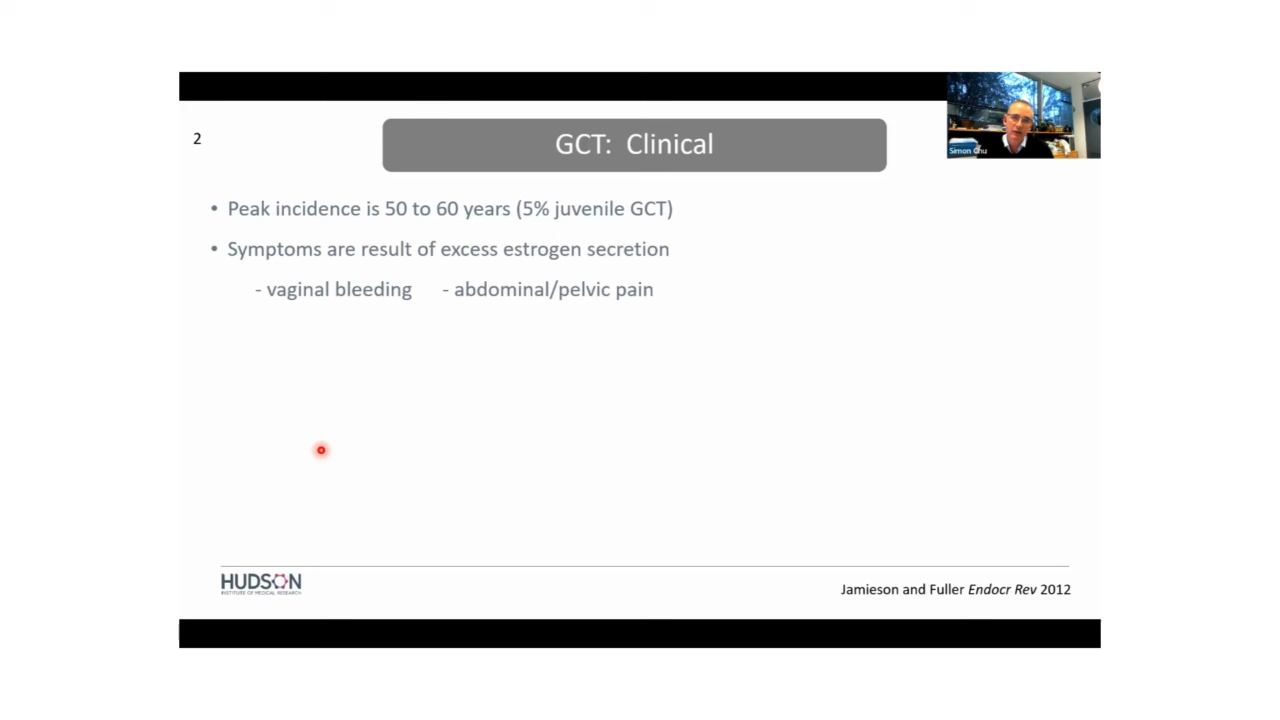 Simon Chu
2
GCT: Clinical
• Peak incidence is 50 to 60 years (5% juvenile GCT)
• Symptoms are result of excess estrogen secretion
- vaginal bleeding - abdominal/pelvic pain
HUDSON
INSTITUTE OF MEDICAL RESEARCH
Jamieson and Fuller Endocr Rev 2012